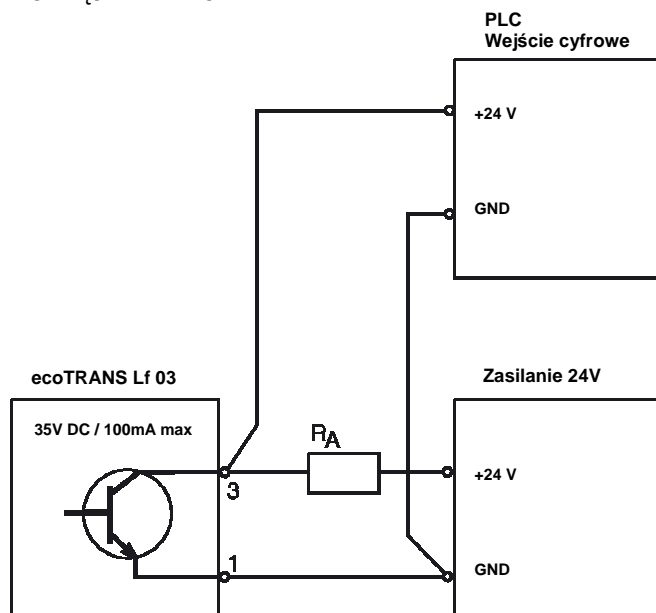 PLC
Wejście cyfrowe
+24 V
GND
ecoTRANS Lf 03
Zasilanie 24V
35V DC / 100mA max
RA
3
+24 V
1
GND